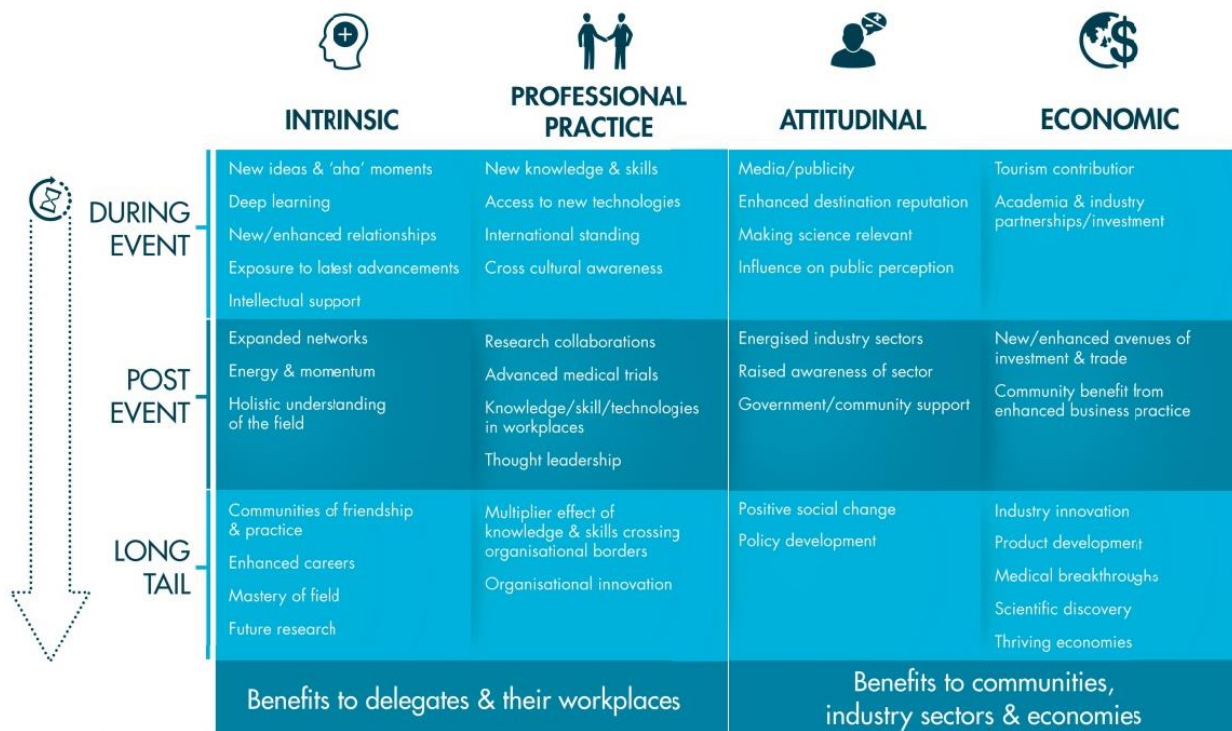 INTRINSIC
PROFESSIONAL
PRACTICE
ATTITUDINAL
ECONOMIC
DURING
EVENT
New ideas & ‘aha’ moments
Deep learning
New/enhanced relationships
Exposure to latest advancements
Intellectual support
New knowledge & skills
Access to new technologies
International standing
Cross cultural awareness
Media/publicity
Enhanced destination reputation
Making science relevant
Influence on public perception
Tourism contribution
Academia & industry
partnerships/investment
POST
EVENT
Expanded networks
Energy & momentum
Holistic understanding
of the field
Research collaborations
Advanced medical trials
Knowledge/skill/technologies
in workplaces
Thought leadership
Energised industry sectors
Raised awareness of sector
Government/community support
New/enhanced avenues of
investment & trade
Community benefit from
enhanced business practice
LONG
TAIL
Communities of friendship
& practice
Enhanced careers
Mastery of field
Future research
Multiplier effect of
knowledge & skills crossing
organisational borders
Organisational innovation
Positive social change
Policy development
Industry innovation
Product development
Medical breakthroughs
Scientific discovery
Thriving economies
Benefits to delegates & their workplaces
Benefits to communities,
industry sectors & economies